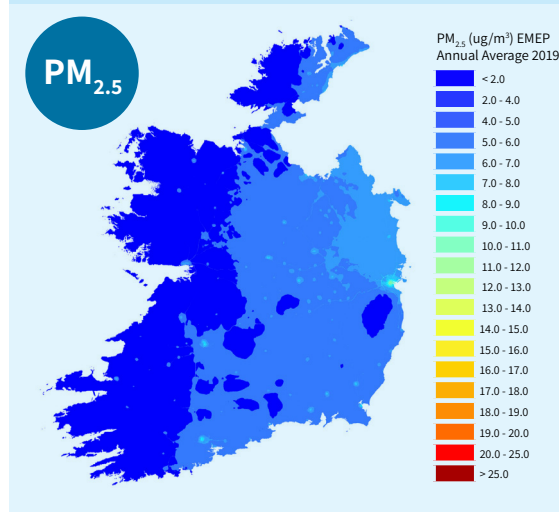 PM2.5
PM2.5 (ug/m³) EMEP
Annual Average 2019
< 2.0
2.0 - 4.0
4.0 - 5.0
5.0 - 6.0
6.0 - 7.0
7.0 - 8.0
8.0 - 9.0
9.0 - 10.0
10.0 - 11.0
11.0 - 12.0
12.0 - 13.0
13.0 - 14.0
14.0 - 15.0
15.0 - 16.0
16.0 - 17.0
17.0 - 18.0
18.0 - 19.0
19.0 - 20.0
20.0 - 25.0
> 25.0